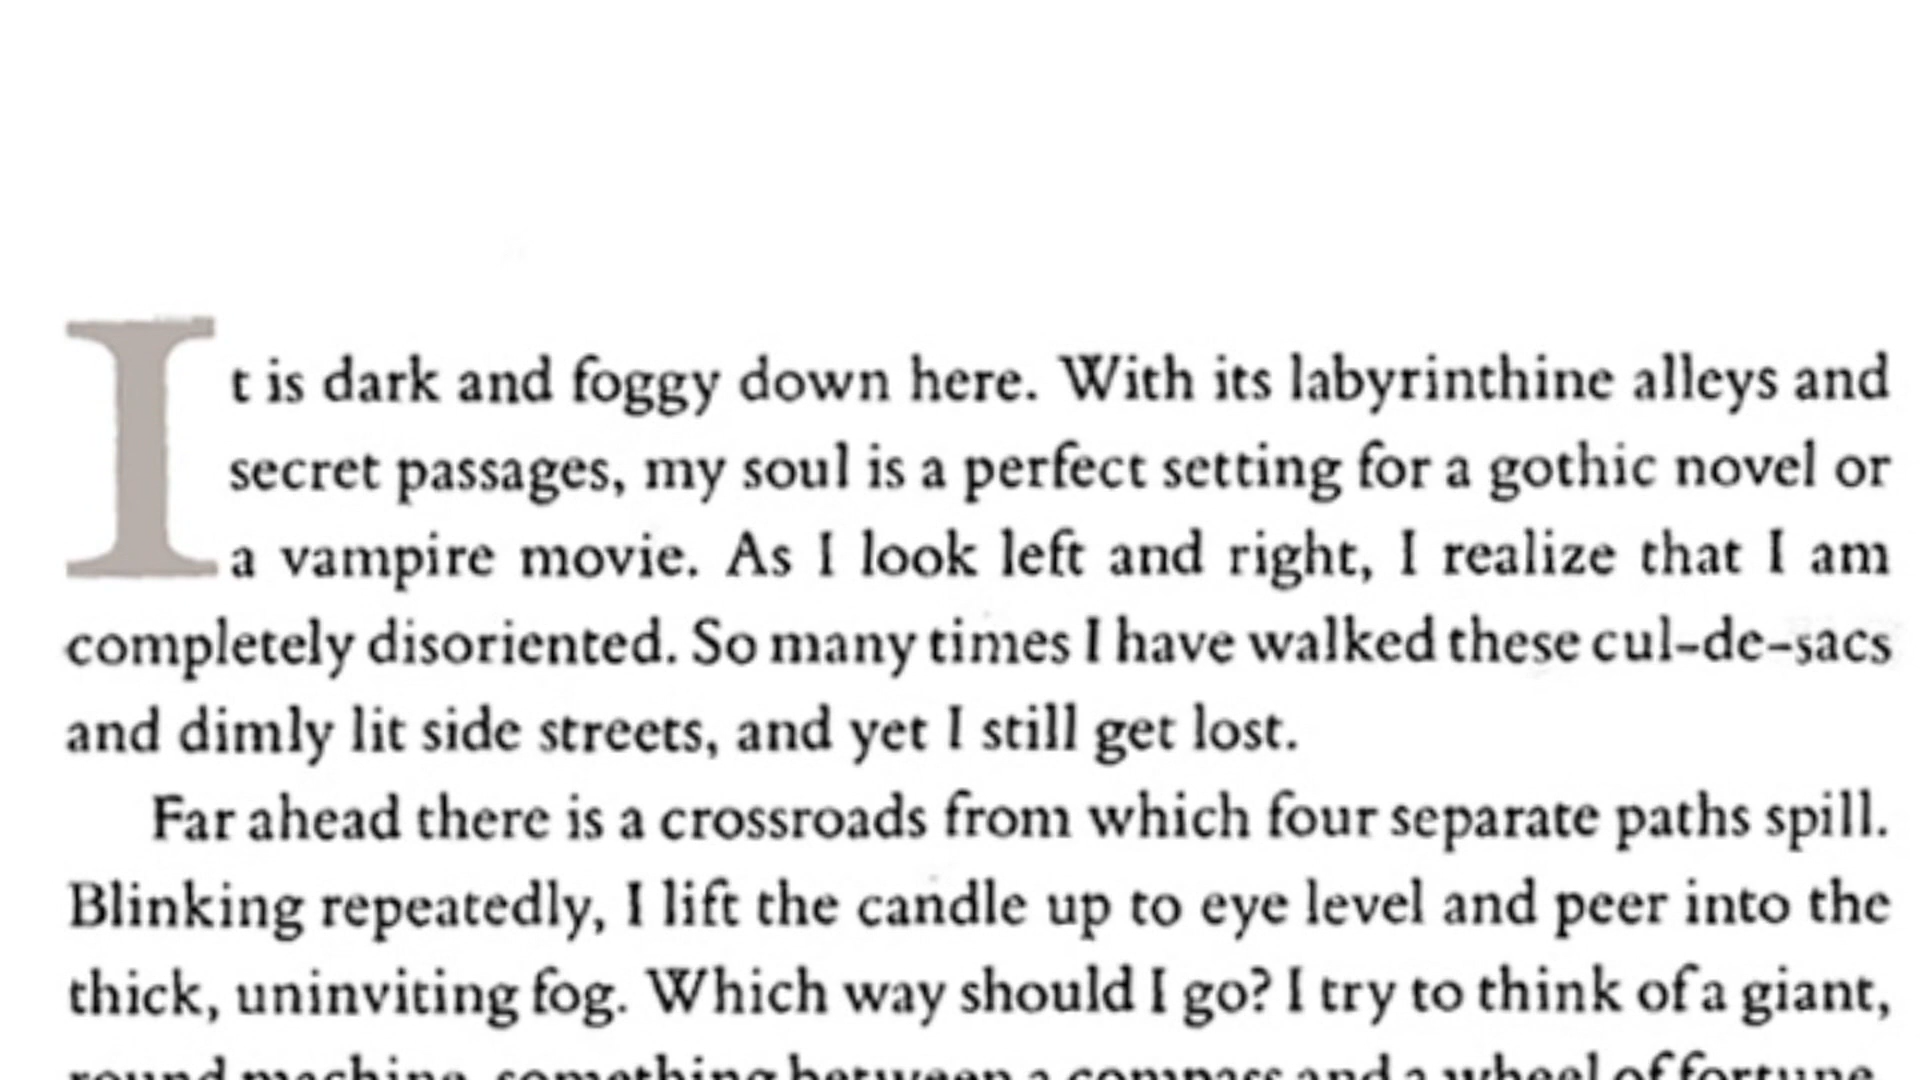 It is dark and foggy down here. With its labyrinthine alleys and
secret passages, my soul is a perfect setting for a gothic novel or
a vampire movie. As I look left and right, I realize that I am
completely disoriented. So many times I have walked these cul-de-sacs
and dimly lit side streets, and yet I still get lost.
Far ahead there is a crossroads from which four separate paths spill.
Blinking repeatedly, I lift the candle up to eye level and peer into the
thick, uninviting fog. Which way should I go? I try to think of a giant,
round machine, something between a compass and a wheel of fortune.